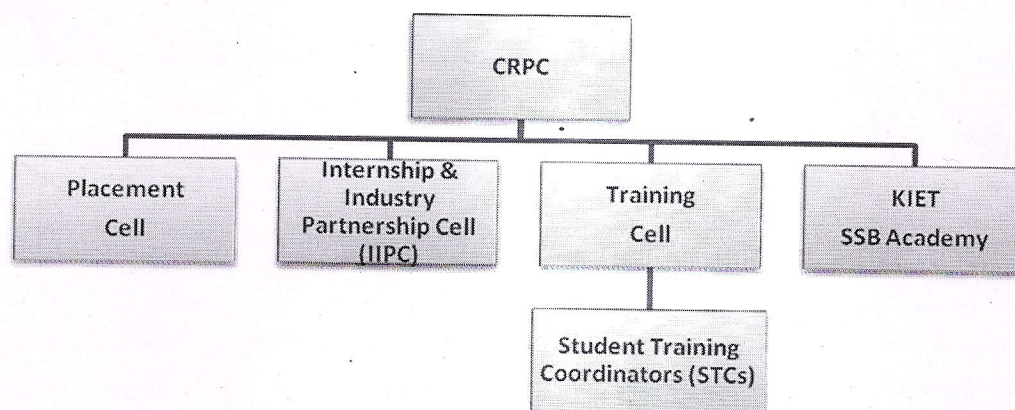 CRPC
Placement
Cell
Internship &
Industry
Partnership Cell
(IIPC)
Training
Cell
KIET
SSB Academy
Student Training
Coordinators (STCs)